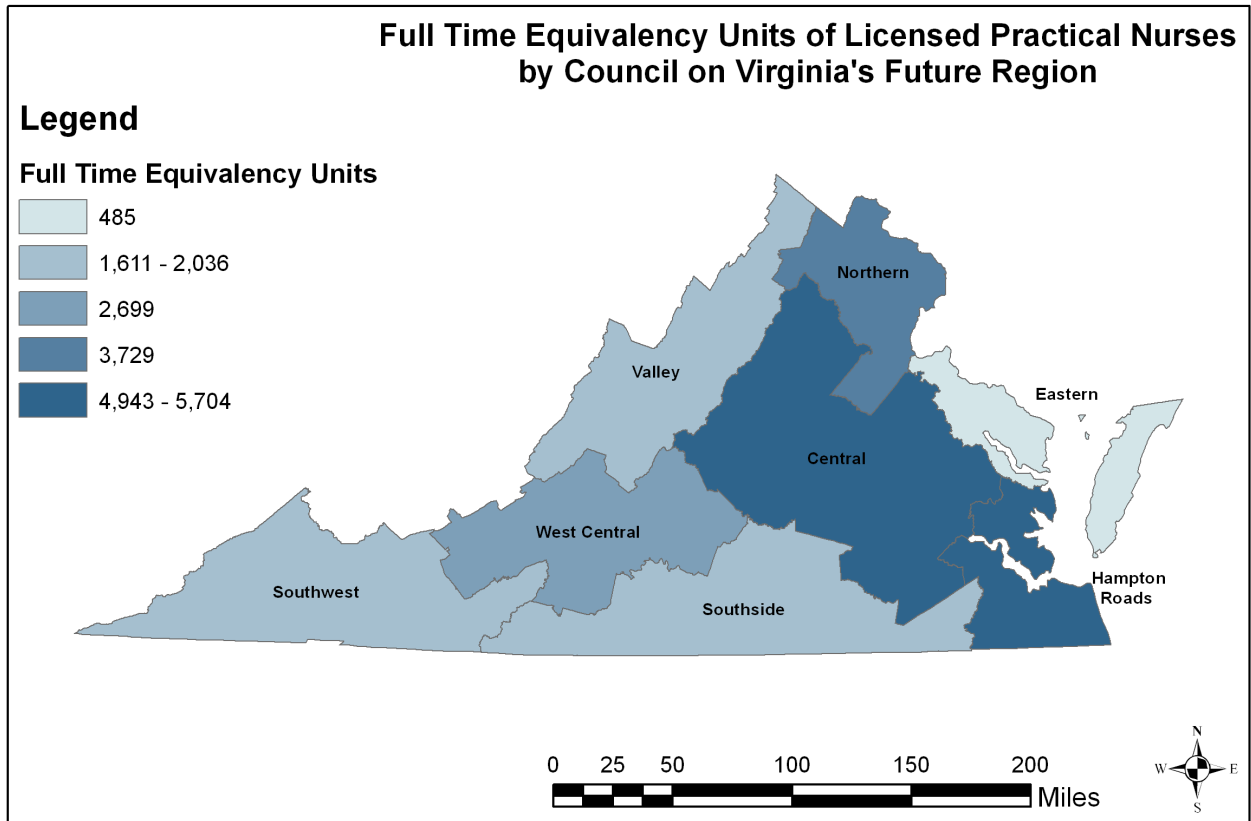 Full Time Equivalency Units of Licensed Practical Nurses
by Council on Virginia's Future Region
Legend
Full Time Equivalency Units
485
1,611 - 2,036
2,699
3,729
4,943 - 5,704
Northern
Valley
Eastern
Central
West Central
Southwest
Southside
Hampton
Roads
N
W E
S
0 25 50 100 150 200
Miles